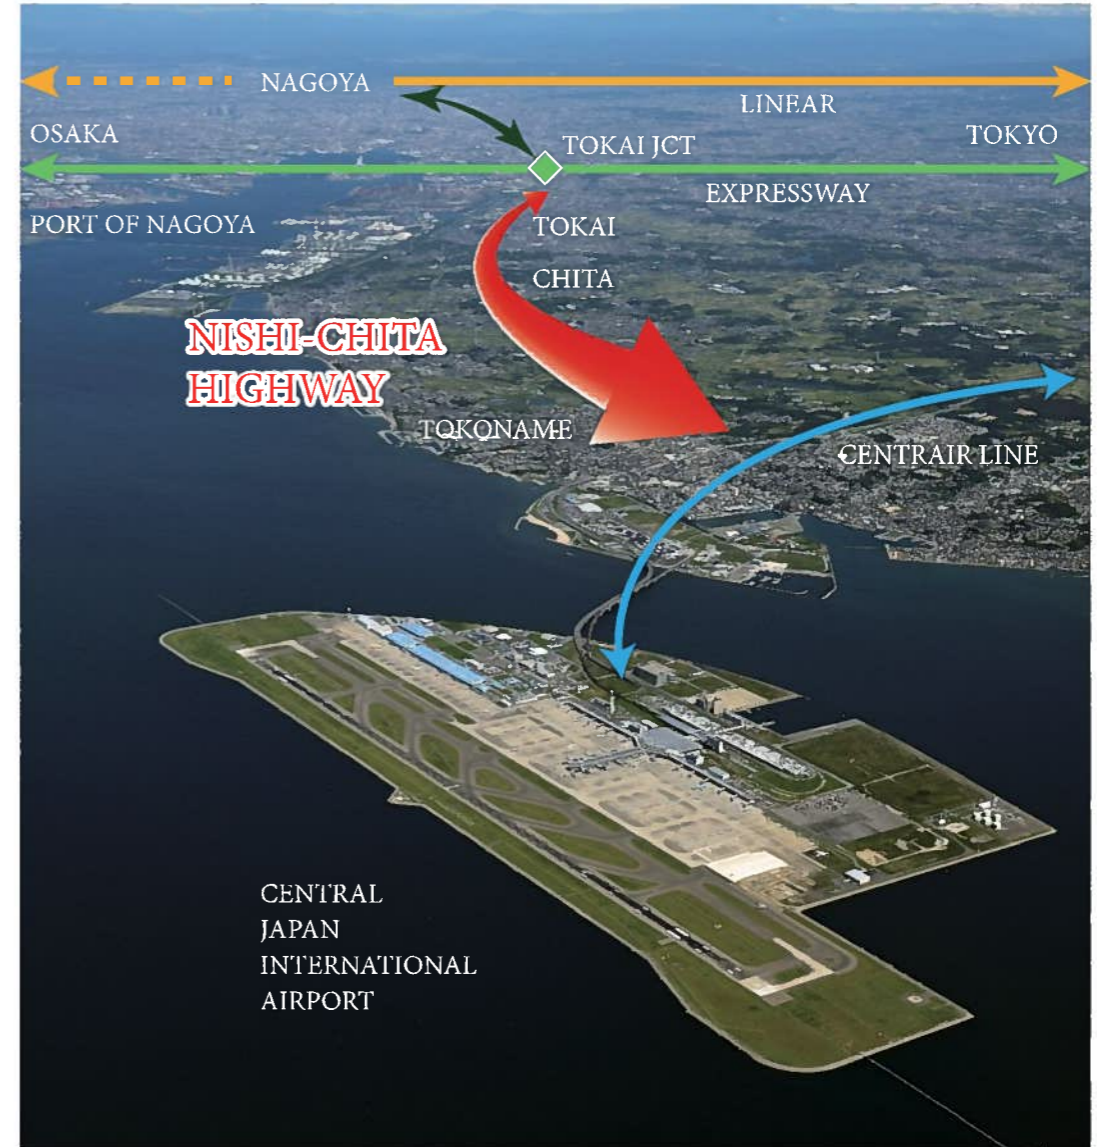 NAGOYA
LINEAR
OSAKA
TOKYO
TOKAI JCT
EXPRESSWAY
PORT OF NAGOYA
TOKAI
CHITA
NISHI-CHITA
HIGHWAY
TOKONAME
CENTRAIR LINE
CENTRAL
JAPAN
INTERNATIONAL
AIRPORT